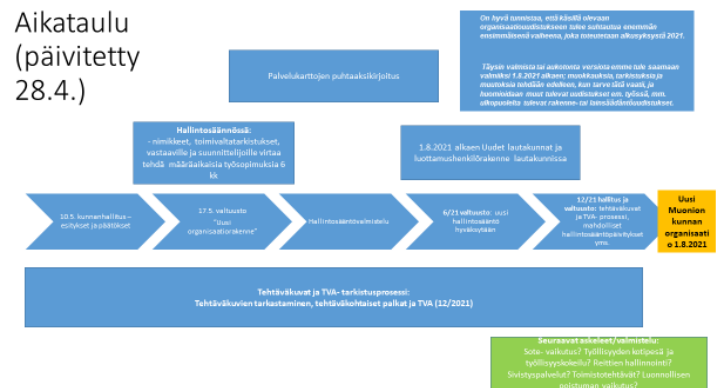 Aikataulu
(päivitetty
28.4.)
On hyvä tunnistaa, että käsillä olevaan
organisaatiouudistukseen tulee suhtautua enemmän
ensimmäisenä vaiheena, joka toteutetaan alkusyksystä 2021.
Täysin valmista tai aukotonta versiota emme tule saamaan
valmiiksi 1.8.2021 alkaen; muokkauksia, tarkistuksia ja
muutoksia tehdään edelleen, kun tarve tätä vaatii, ja
huomioidaan muut tulevat uudistukset em. työssä, mm.
ulkopuolelta tulevat rakenne- tai lainsäädäntöuudistukset.
Palvelukarttojen puhtaaksikirjoitus
Hallintosäännössä:
- nimikkeet, toimivaltatarkistukset,
vastaaville ja suunnittelijoille virtaa
tehdä määräaikaisia työsopimuksia 6
kk
1.8.2021 alkaen Uudet lautakunnat ja
luottamushenkilörakenne lautakunnissa
10.5. kunnanhallitus –
esitykset ja päätökset
17.5. valtuusto
"Uusi
organisaatiorakenne"
Hallintosääntövalmistelu
6/21 valtuusto: uusi
hallintosääntö
hyväksytään
12/21 hallitus ja
valtuusto: tehtäväkuvat
ja TVA- prosessi,
mahdolliset
hallintosääntöpäivitykset
yms.
Uusi
Muonion
kunnan
organisaati
o 1.8.2021
Tehtäväkuvat ja TVA- tarkistusprosessi:
Tehtäväkuvien tarkastaminen, tehtäväkohtaiset palkat ja TVA (12/2021)
Seuraavat askeleet/valmistelu:
Sote- vaikutus? Työllisyyden kotipesä ja
työllisyyskokeilu? Reittien hallinnointi?
Sivistyspalvelut? Toimistotehtävät? Luonnollisen
poistuman vaikutus?